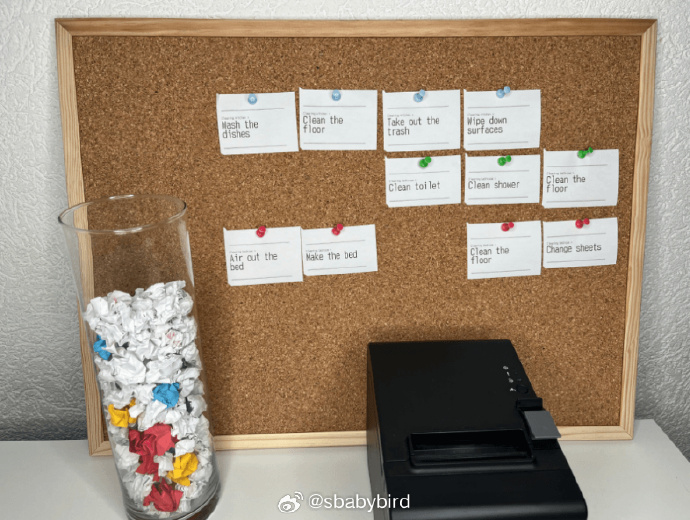 Wash the
dishes
Clean the
floor
Take out the
trash
Wipe down
surfaces
Clean toilet
Clean shower
Clean the
floor
Air out the
bed
Make the bed
Clean the
floor
Change sheets
@sbabybird